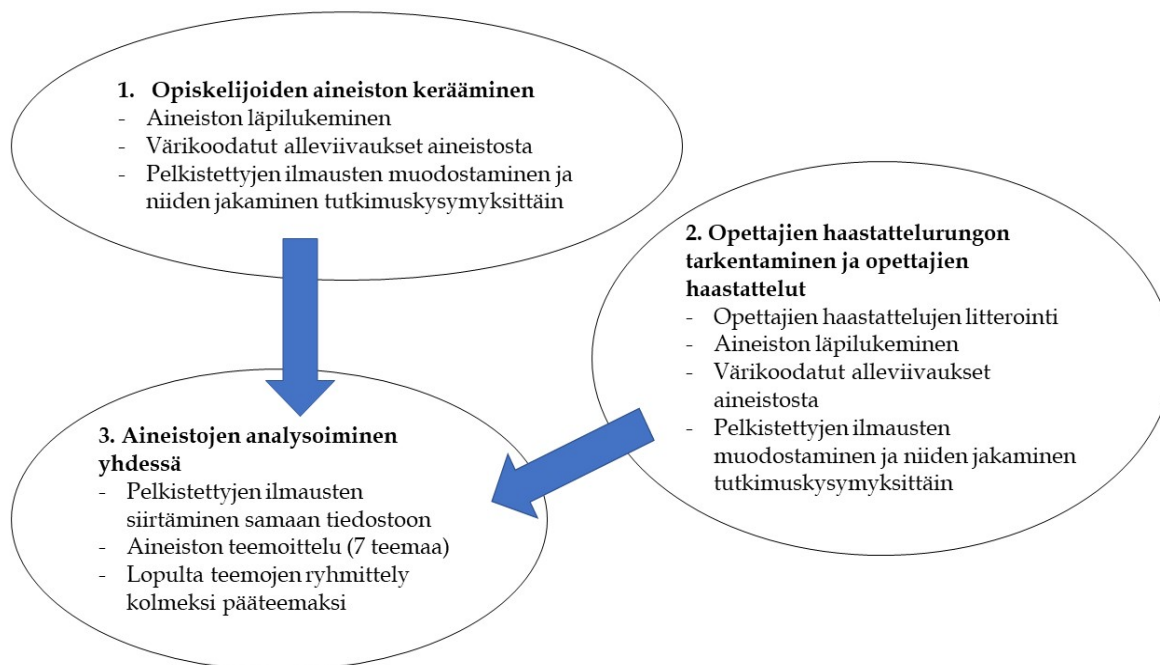 1. Opiskelijoiden aineiston kerääminen
- Aineiston läpilukeminen
- Värikoodatut alleviivaukset aineistosta
- Pelkistettyjen ilmausten muodostaminen ja
niiden jakaminen tutkimuskysymyksittäin
2. Opettajien haastattelurungon
tarkentaminen ja opettajien
haastattelut
- Opettajien haastattelujen litterointi
- Aineiston läpilukeminen
- Värikoodatut alleviivaukset
aineistosta
- Pelkistettyjen ilmausten
muodostaminen ja niiden jakaminen
tutkimuskysymyksittäin
3. Aineistojen analysoiminen
yhdessä
- Pelkistettyjen ilmausten
siirtäminen samaan tiedostoon
- Aineiston teemoittelu (7 teemaa)
- Lopulta teemojen ryhmittely
kolmeksi pääteemaksi